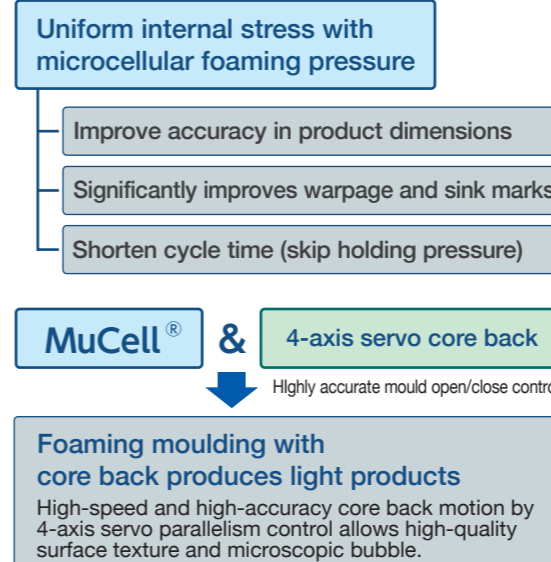 Uniform internal stress with
microcellular foaming pressure
Improve accuracy in product dimensions
Significantly improves warpage and sink marks
Shorten cycle time (skip holding pressure)
MuCell® & 4-axis servo core back
HIghly accurate mould open/close contro
Foaming moulding with
core back produces light products
High-speed and high-accuracy core back motion by
4-axis servo parallelism control allows high-quality
surface texture and microscopic bubble.